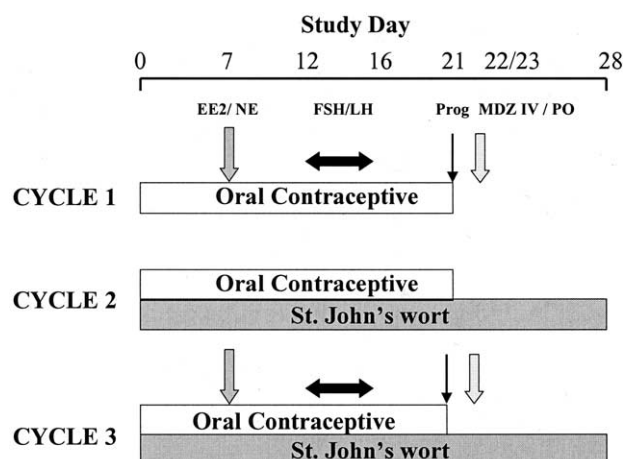 Study Day
0 7 12 16 21 22/23 28
EE2/ NE FSH/LH Prog MDZ IV / PO
CYCLE 1
Oral Contraceptive
Oral Contraceptive
CYCLE 2
St. John's wort
Oral Contraceptive
CYCLE 3
St. John's wort